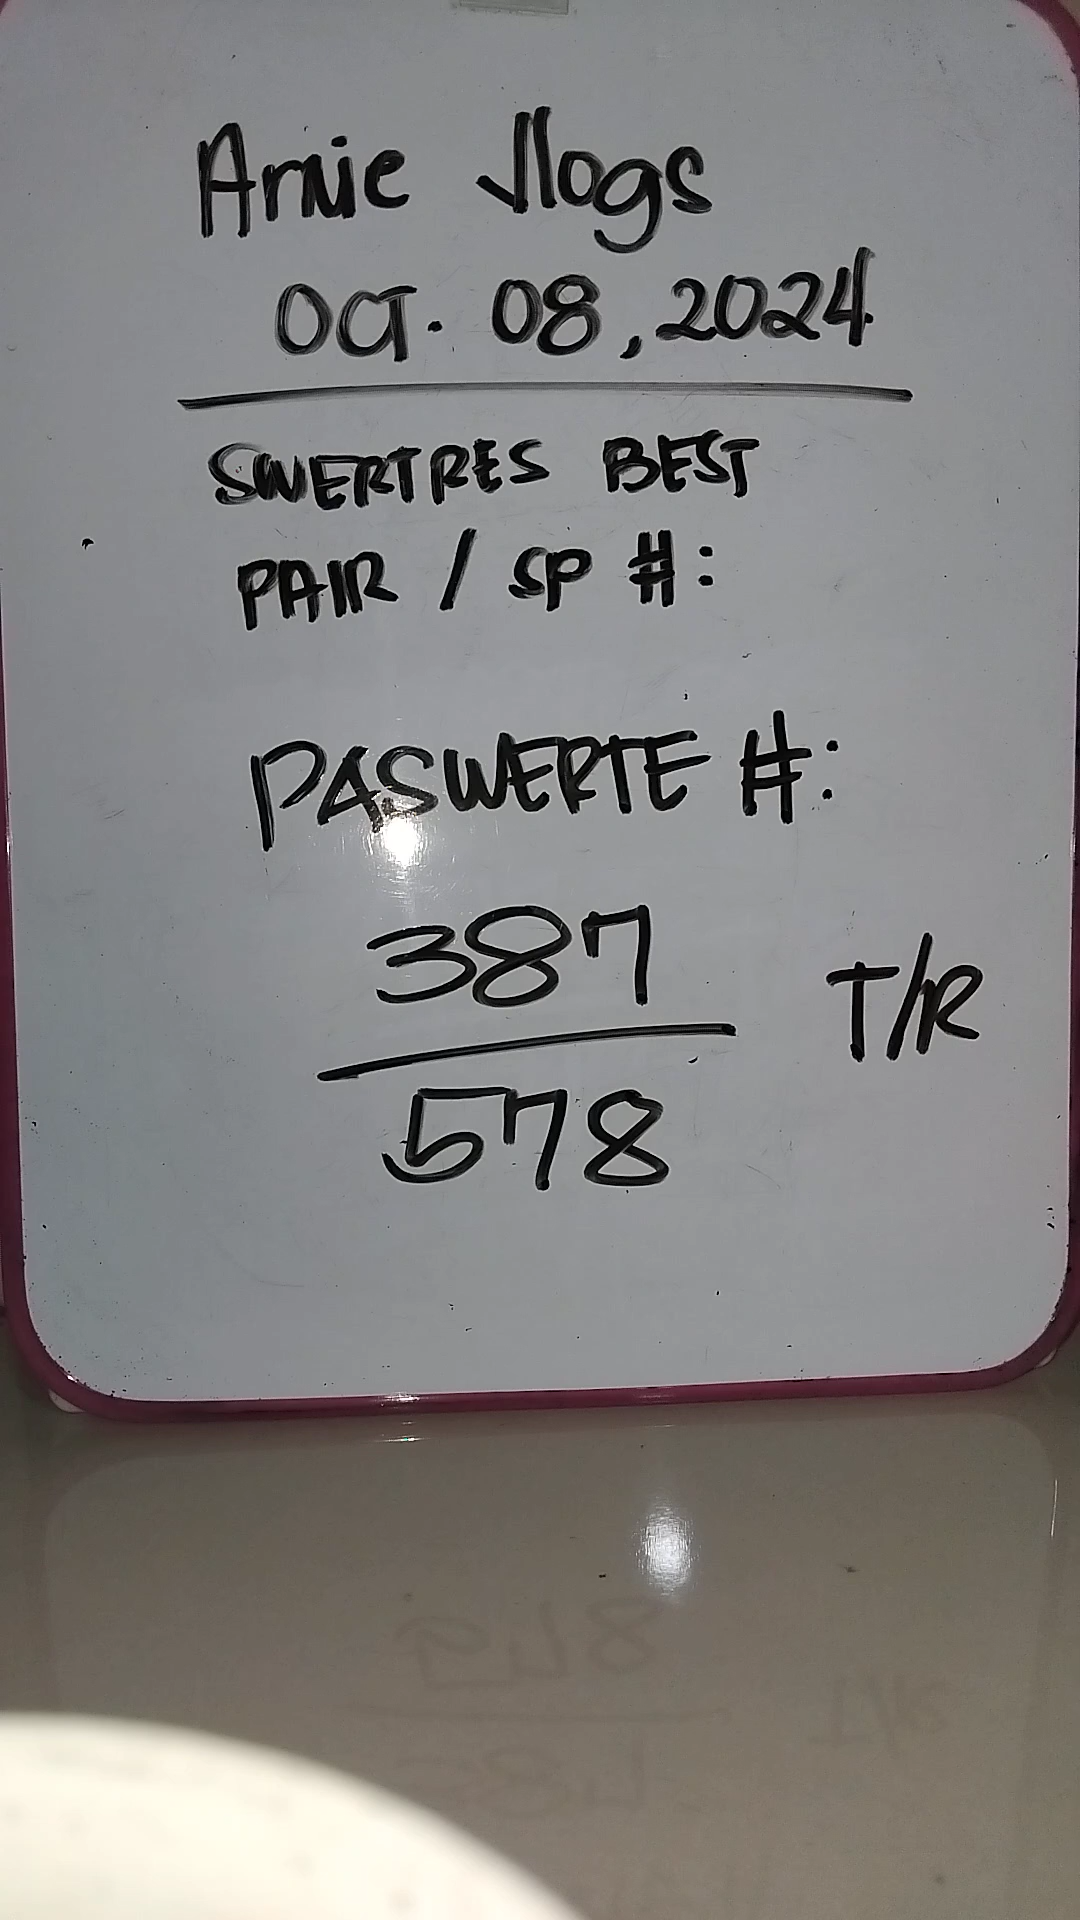 Arnie Vlogs
OCT. 08, 2024
SWERTRES BEST
PAIR / SP #:
PASWERTE #:
387
T/R
578